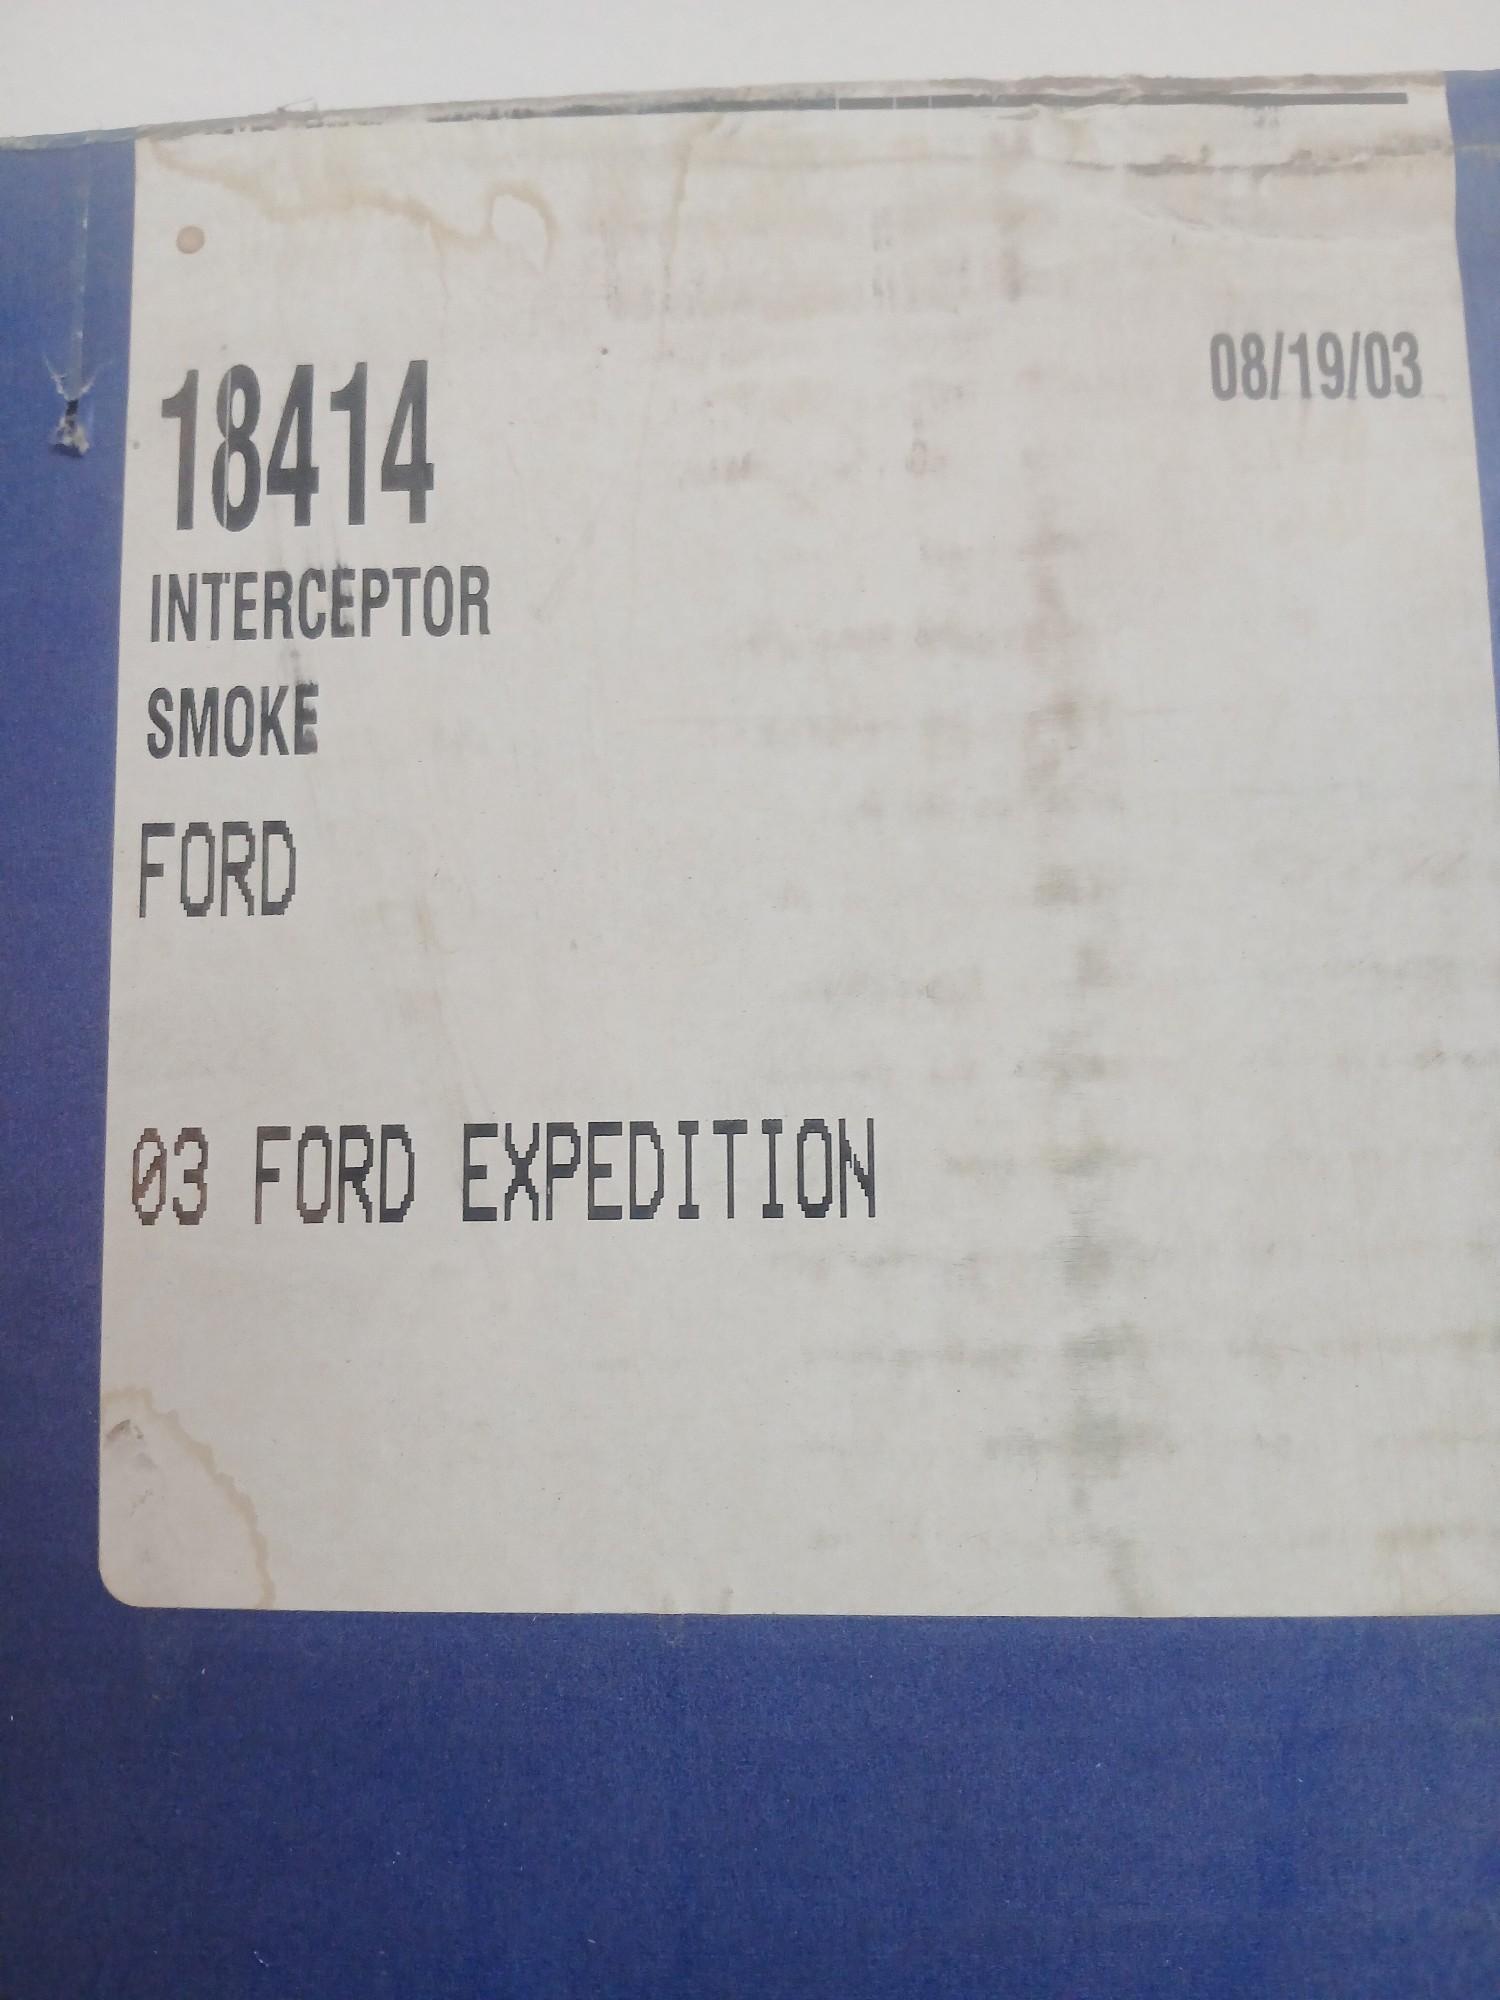 08/19/03
18414
INTERCEPTOR
SMOKE
FORD
03 FORD EXPEDITION